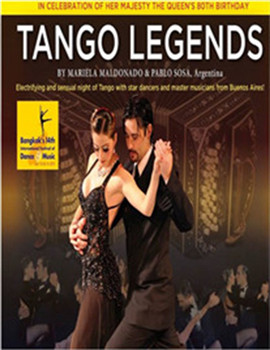 IN CELEBRATION OF HER MAJESTY THE QUEEN'S 80TH BIRTHDAY
TANGO LEGENDS
BY MARIELA MALDONADO & PABLO SOSA, Argentina
Electrifying and sensual night of Tango with star dancers and master musicians from Buenos Aires!
Bangkok's 14th
International Festival of
Dance & Music